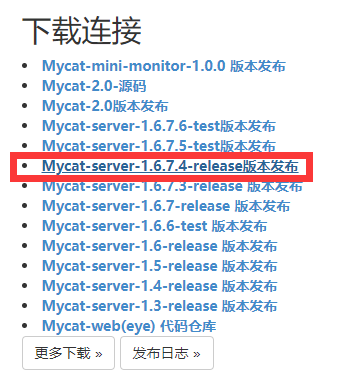 下载连接
Mycat-mini-monitor-1.0.0 版本发布
Mycat-2.0-源码
Mycat-2.0版本发布
Mycat-server-1.6.7.6-test版本发布
Mycat-server-1.6.7.5-test版本发布
Mycat-server-1.6.7.4-release版本发布
Mycat-server-1.6.7.3-release 版本发布
Mycat-server-1.6.7-release 版本发布
Mycat-server-1.6.6-test 版本发布
Mycat-server-1.6-release 版本发布
Mycat-server-1.5-release 版本发布
Mycat-server-1.4-release 版本发布
Mycat-server-1.3-release 版本发布
Mycat-web(eye) 代码仓库
更多下载 » 发布日志 »